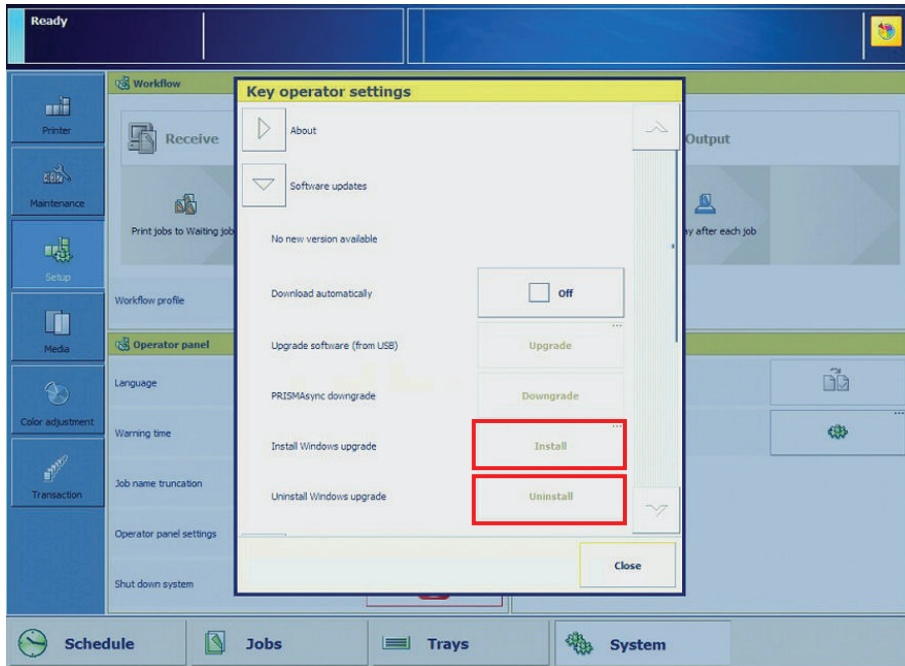 Ready
Workflow
Key operator settings
Printer
Receive
About
Output
Maintenance
Software updates
Print jobs to Waiting job
No new version available
y after each job
Setup
Download automatically
Off
Workflow profile
Media
Operator panel
Upgrade software (from USB)
Upgrade
Language
PRISMAsync downgrade
Downgrade
Color adjustment
Warning time
Install Windows upgrade
Install
Job name truncation
Transaction
Uninstall Windows upgrade
Uninstall
Operator panel settings
Close
Shut down system
Schedule
Jobs
Trays
System